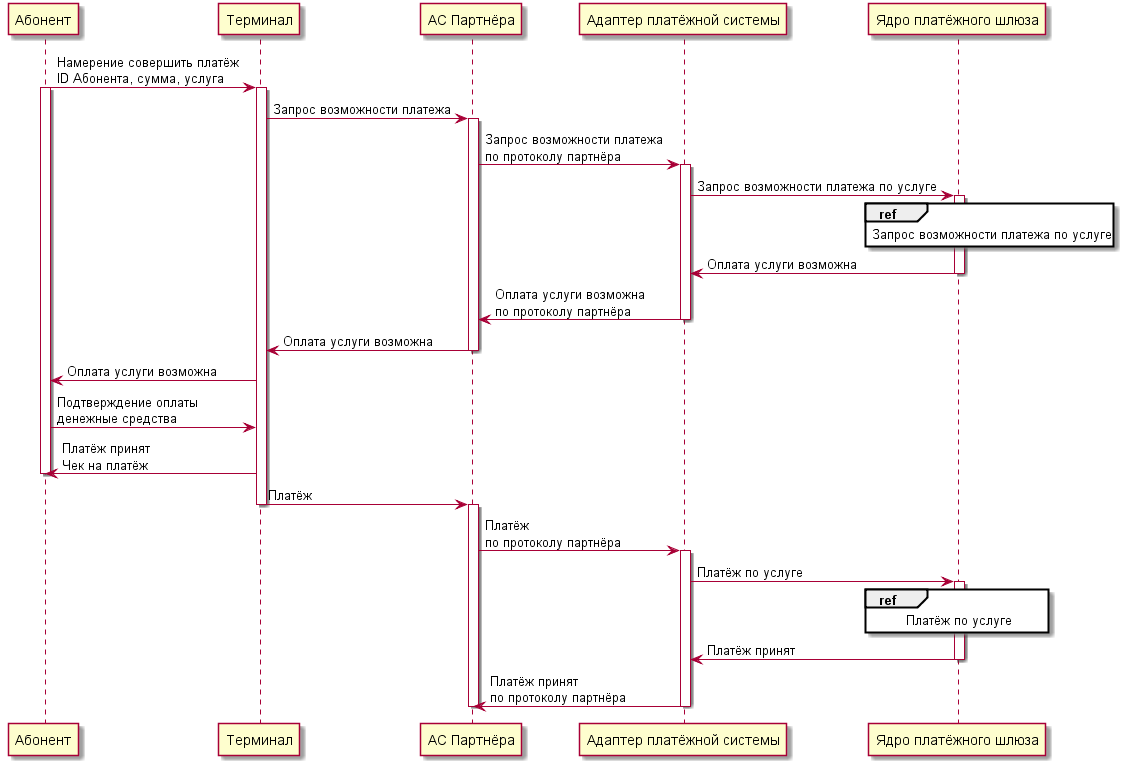 Абонент
Терминал
АС Партнёра
Адаптер платёжной системы
Ядро платёжного шлюза
Намерение совершить платёж
ID Абонента, сумма, услуга
Запрос возможности платежа
Запрос возможности платежа
по протоколу партнёра
Запрос возможности платежа по услуге
ref
Запрос возможности платежа по услуге
Оплата услуги возможна
Оплата услуги возможна
по протоколу партнёра
Оплата услуги возможна
Оплата услуги возможна
Подтверждение оплаты
денежные средства
Платёж принят
Чек на платёж
Платёж
Платёж
по протоколу партнёра
Платёж по услуге
ref
Платёж по услуге
Платёж принят
Платёж принят
по протоколу партнёра
Абонент
Терминал
АС Партнёра
Адаптер платёжной системы
Ядро платёжного шлюза